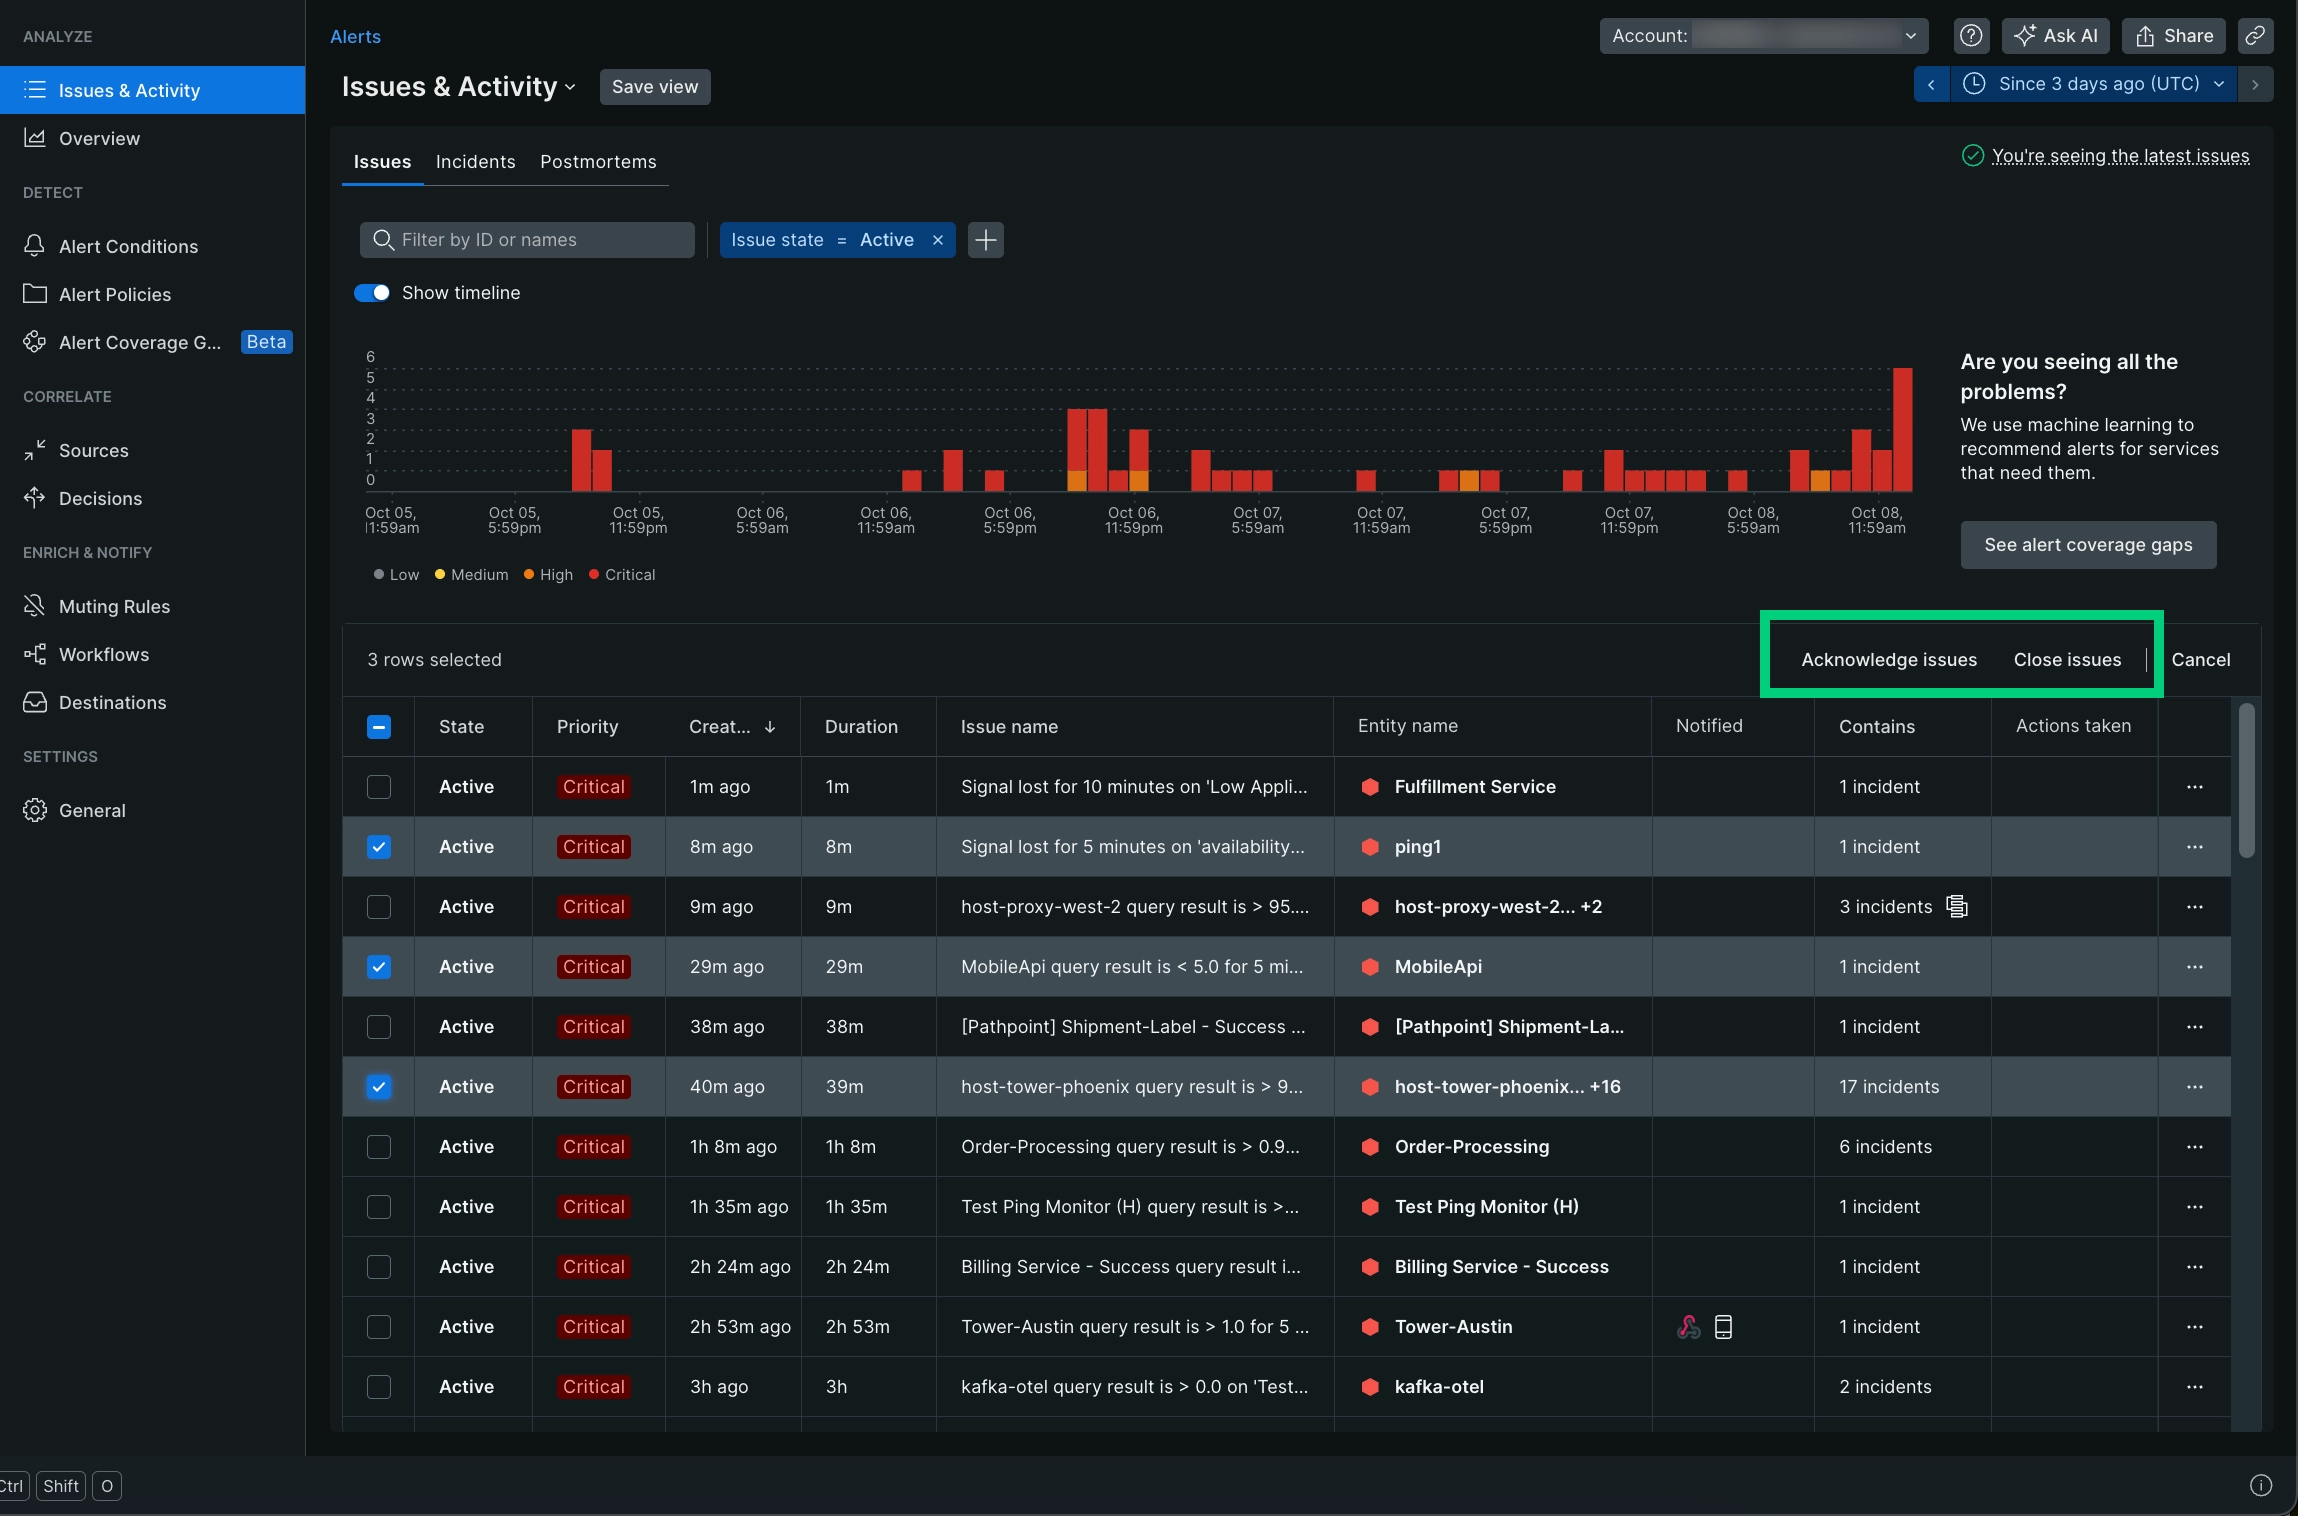 ANALYZE
Issues & Activity
Overview
DETECT
Alert Conditions
Alert Policies
Alert Coverage G... Beta
CORRELATE
Sources
Decisions
ENRICH & NOTIFY
Muting Rules
Workflows
Destinations
SETTINGS
General
Ctrl Shift O
Alerts
Account:
Ask AI
Share
Issues & Activity
Save view
Since 3 days ago (UTC)
Issues Incidents Postmortems
You're seeing the latest issues
Filter by ID or names
Issue state = Active
Show timeline
6
5
4
3
2
1
0
Oct 05, 11:59am
Oct 05, 5:59pm
Oct 05, 11:59pm
Oct 06, 5:59am
Oct 06, 11:59am
Oct 06, 5:59pm
Oct 06, 11:59pm
Oct 07, 5:59am
Oct 07, 11:59am
Oct 07, 5:59pm
Oct 07, 11:59pm
Oct 08, 5:59am
Oct 08, 11:59am
Low Medium High Critical
Are you seeing all the
problems?
We use machine learning to
recommend alerts for services
that need them.
See alert coverage gaps
3 rows selected
Acknowledge issues Close issues Cancel
State Priority Creat... Duration Issue name Entity name Notified Contains Actions taken
Active Critical 1m ago 1m Signal lost for 10 minutes on 'Low Appli... Fulfillment Service 1 incident
Active Critical 8m ago 8m Signal lost for 5 minutes on 'availability... ping1 1 incident
Active Critical 9m ago 9m host-proxy-west-2 query result is > 95.... host-proxy-west-2... +2 3 incidents
Active Critical 29m ago 29m MobileApi query result is < 5.0 for 5 mi... MobileApi 1 incident
Active Critical 38m ago 38m [Pathpoint] Shipment-Label - Success ... [Pathpoint] Shipment-La... 1 incident
Active Critical 40m ago 39m host-tower-phoenix query result is > 9... host-tower-phoenix... +16 17 incidents
Active Critical 1h 8m ago 1h 8m Order-Processing query result is > 0.9... Order-Processing 6 incidents
Active Critical 1h 35m ago 1h 35m Test Ping Monitor (H) query result is >... Test Ping Monitor (H) 1 incident
Active Critical 2h 24m ago 2h 24m Billing Service - Success query result i... Billing Service - Success 1 incident
Active Critical 2h 53m ago 2h 53m Tower-Austin query result is > 1.0 for 5 ... Tower-Austin 1 incident
Active Critical 3h ago 3h kafka-otel query result is > 0.0 on 'Test... kafka-otel 2 incidents